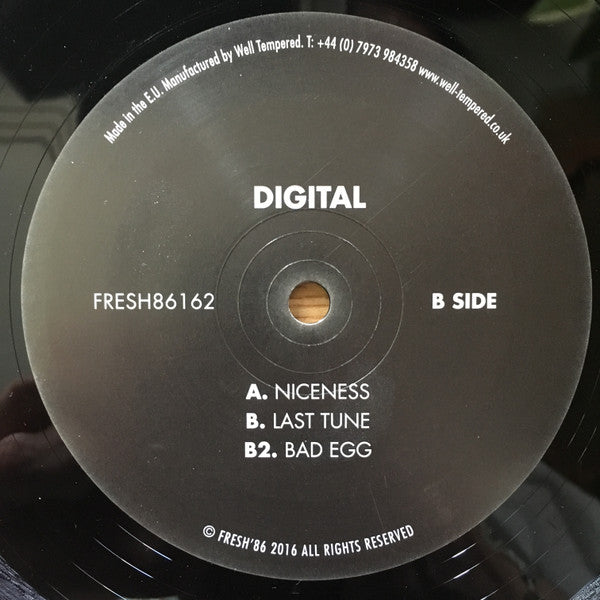 Made in the E.U. Manufactured by Well Tempered. T: +44 (0) 7973 984358 www.well-tempered.co.uk
DIGITAL
FRESH86162
B SIDE
A. NICENESS
B. LAST TUNE
B2. BAD EGG
© FRESH'86 2016 ALL RIGHTS RESERVED